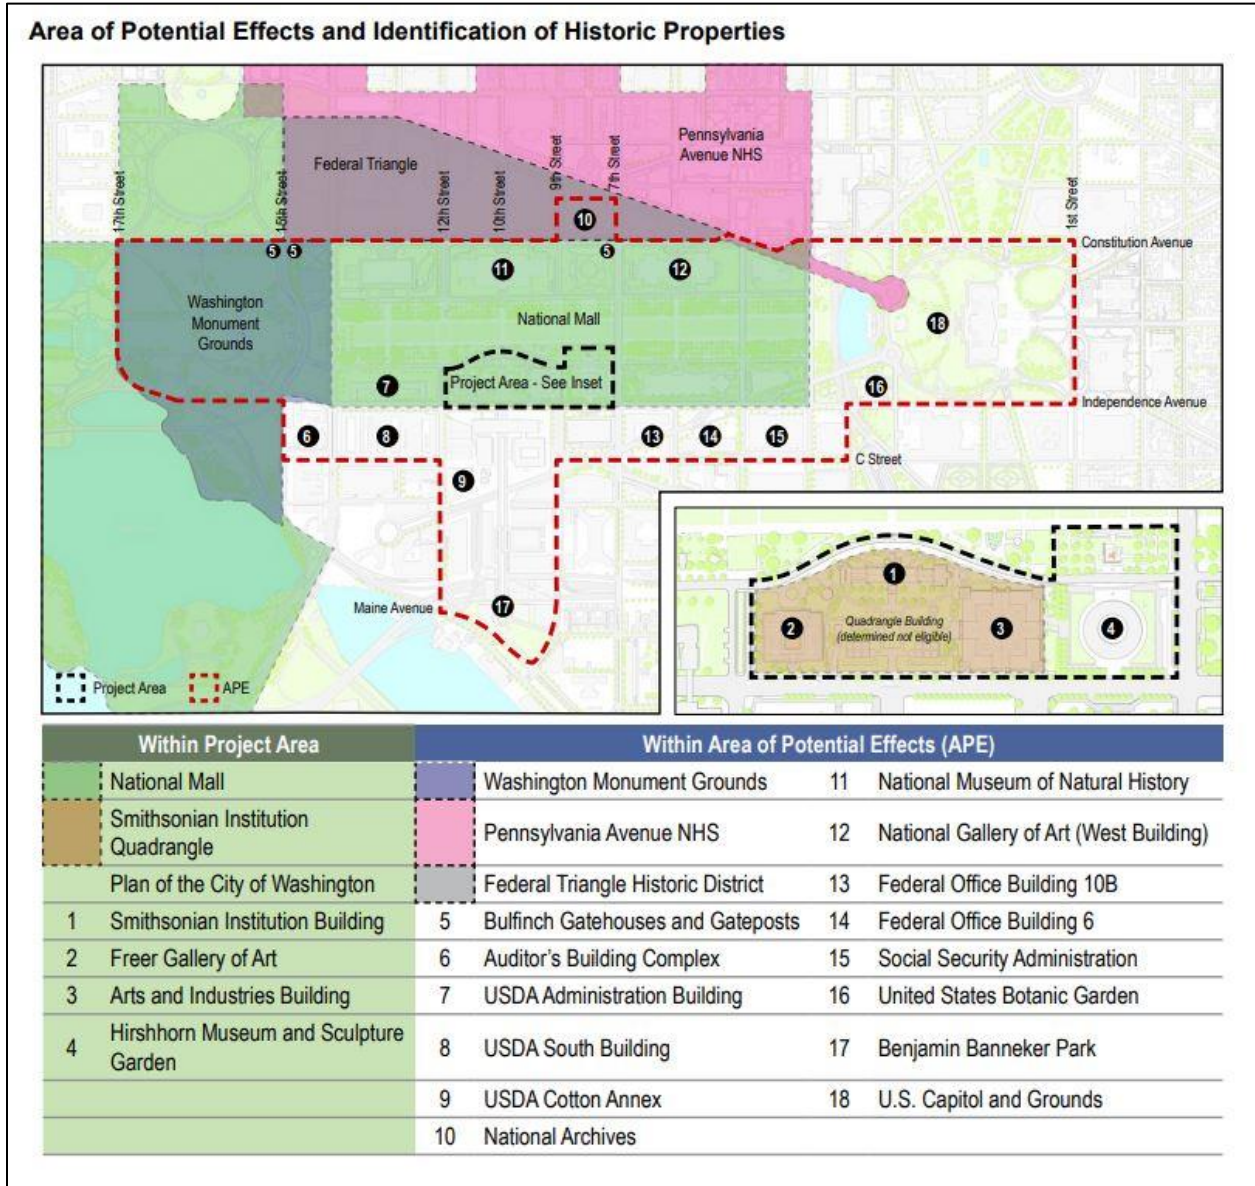 Area of Potential Effects and Identification of Historic Properties
Pennsylvania
Avenue NHS
Federal Triangle
17th Street
15th Street
12th Street
10th Street
9th Street
7th Street
1st Street
10
Constitution Avenue
5
5
5
11
12
Washington
Monument
Grounds
National Mall
18
7
Project Area - See Inset
16
Independence Avenue
6
8
13
14
15
C Street
9
Maine Avenue
17
Project Area
APE
1
2
Quadrangle Building
(determined not eligible)
3
4
Within Project Area
Within Area of Potential Effects (APE)
National Mall
Washington Monument Grounds
11 National Museum of Natural History
Smithsonian Institution
Quadrangle
Pennsylvania Avenue NHS
12 National Gallery of Art (West Building)
Plan of the City of Washington
Federal Triangle Historic District
13 Federal Office Building 10B
1 Smithsonian Institution Building
5 Bulfinch Gatehouses and Gateposts
14 Federal Office Building 6
2 Freer Gallery of Art
6 Auditor's Building Complex
15 Social Security Administration
3 Arts and Industries Building
7 USDA Administration Building
16 United States Botanic Garden
4 Hirshhorn Museum and Sculpture
Garden
8 USDA South Building
17 Benjamin Banneker Park
9 USDA Cotton Annex
18 U.S. Capitol and Grounds
10 National Archives